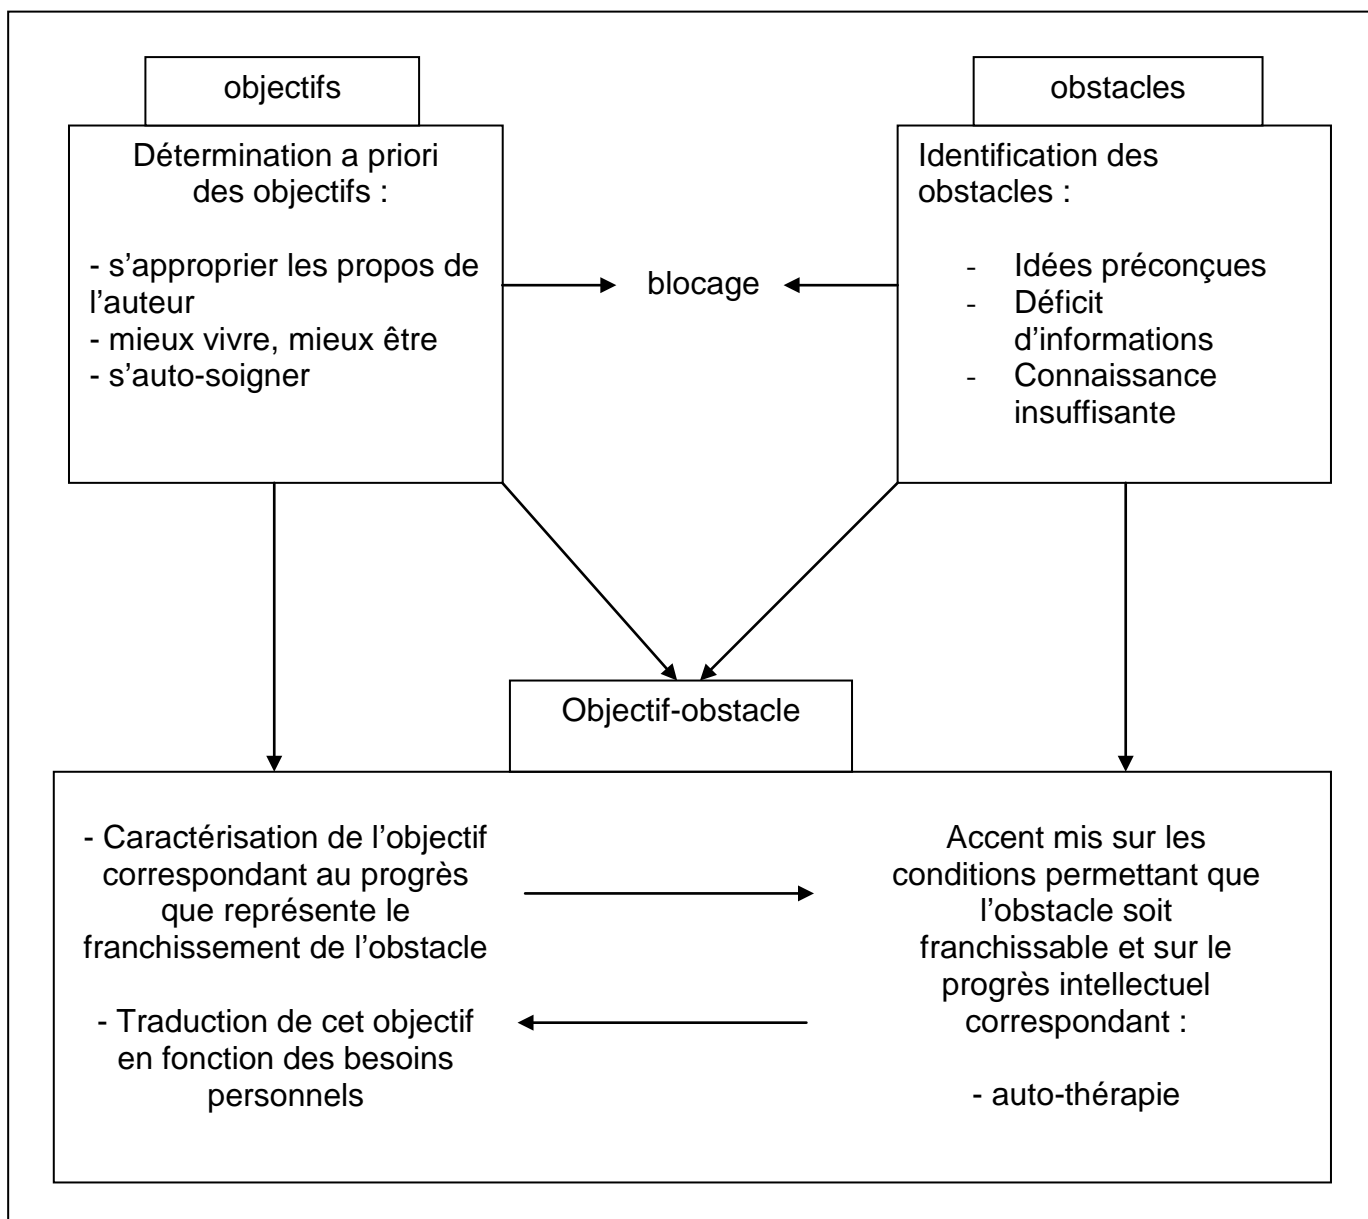 objectifs
Détermination a priori
des objectifs :
- s’approprier les propos de
l’auteur
- mieux vivre, mieux être
- s’auto-soigner
blocage
obstacles
Identification des
obstacles :
- Idées préconçues
- Déficit
d’informations
- Connaissance
insuffisante
Objectif-obstacle
- Caractérisation de l’objectif
correspondant au progrès
que représente le
franchissement de l’obstacle
- Traduction de cet objectif
en fonction des besoins
personnels
Accent mis sur les
conditions permettant que
l’obstacle soit
franchissable et sur le
progrès intellectuel
correspondant :
- auto-thérapie